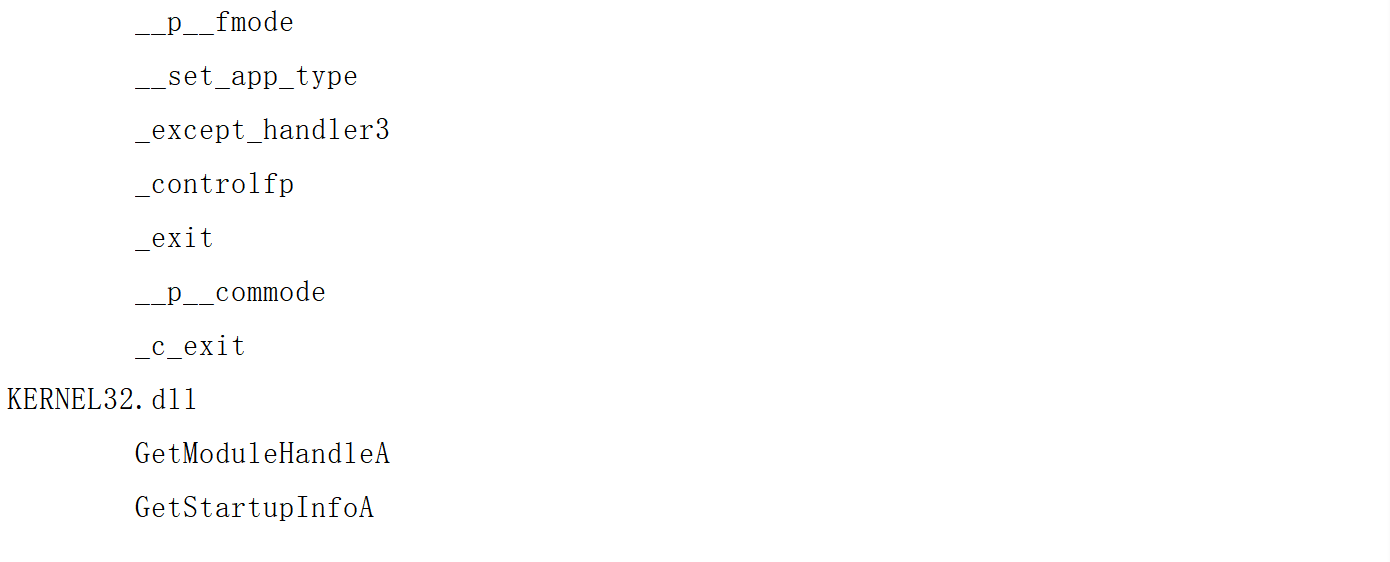 __p__fmode
__set_app_type
_except_handler3
_controlfp
_exit
__p__commode
_c_exit
KERNEL32.dll
GetModuleHandleA
GetStartupInfoA